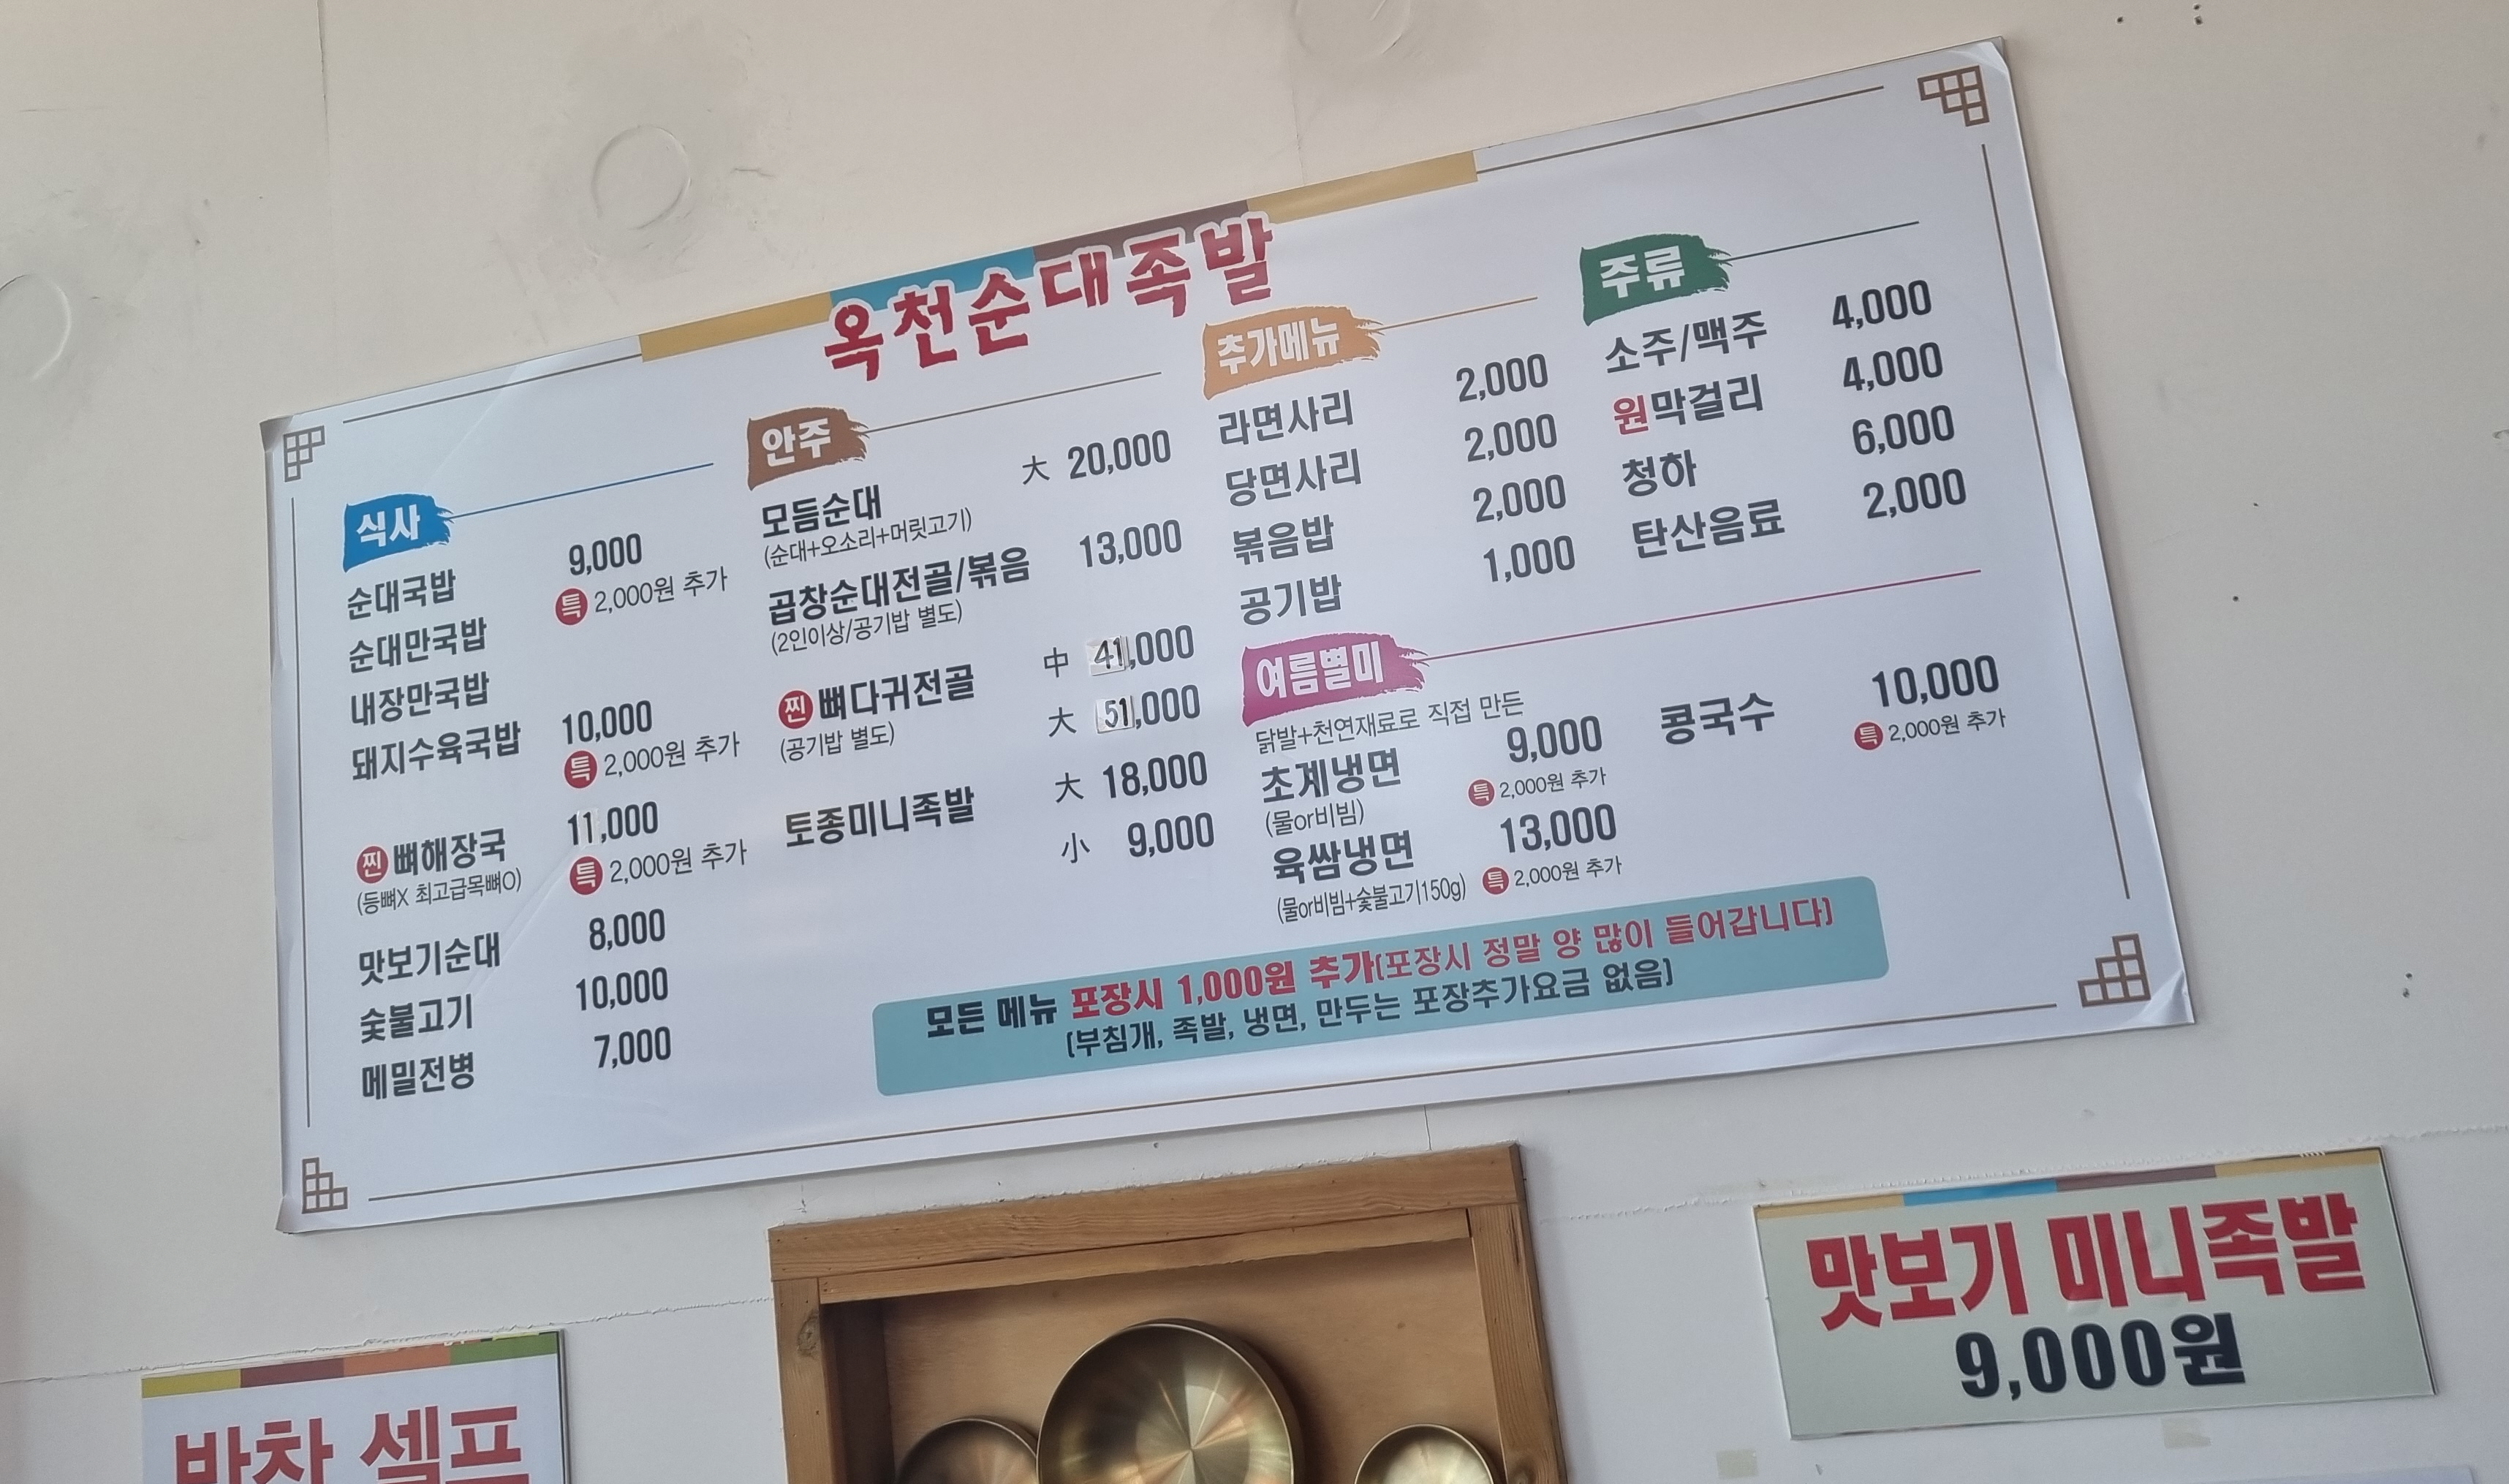 옥천순대족발
식사
순대국밥 9,000
특 2,000원 추가
순대만국밥
내장만국밥
돼지수육국밥 10,000
특 2,000원 추가
찐 뼈해장국 11,000
(등뼈X 최고급목뼈O) 특 2,000원 추가
맛보기순대 8,000
숯불고기 10,000
메밀전병 7,000
안주
모듬순대 大 20,000
(순대+오소리+머릿고기)
곱창순대전골/볶음 13,000
(2인이상/공기밥 별도)
찐 뼈다귀전골 中 41,000
(공기밥 별도) 大 51,000
토종미니족발 大 18,000
小 9,000
추가메뉴
라면사리 2,000
당면사리 2,000
볶음밥 2,000
공기밥 1,000
주류
소주/맥주 4,000
원막걸리 4,000
청하 6,000
탄산음료 2,000
여름별미
닭발+천연재료로 직접 만든
초계냉면 9,000
(물or비빔) 특 2,000원 추가
육쌈냉면 13,000
(물or비빔+숯불고기150g) 특 2,000원 추가
콩국수 10,000
특 2,000원 추가
모든 메뉴 포장시 1,000원 추가(포장시 정말 양 많이 들어갑니다)
(부침개, 족발, 냉면, 만두는 포장추가요금 없음)
맛보기 미니족발
9,000원
반찬 셀프